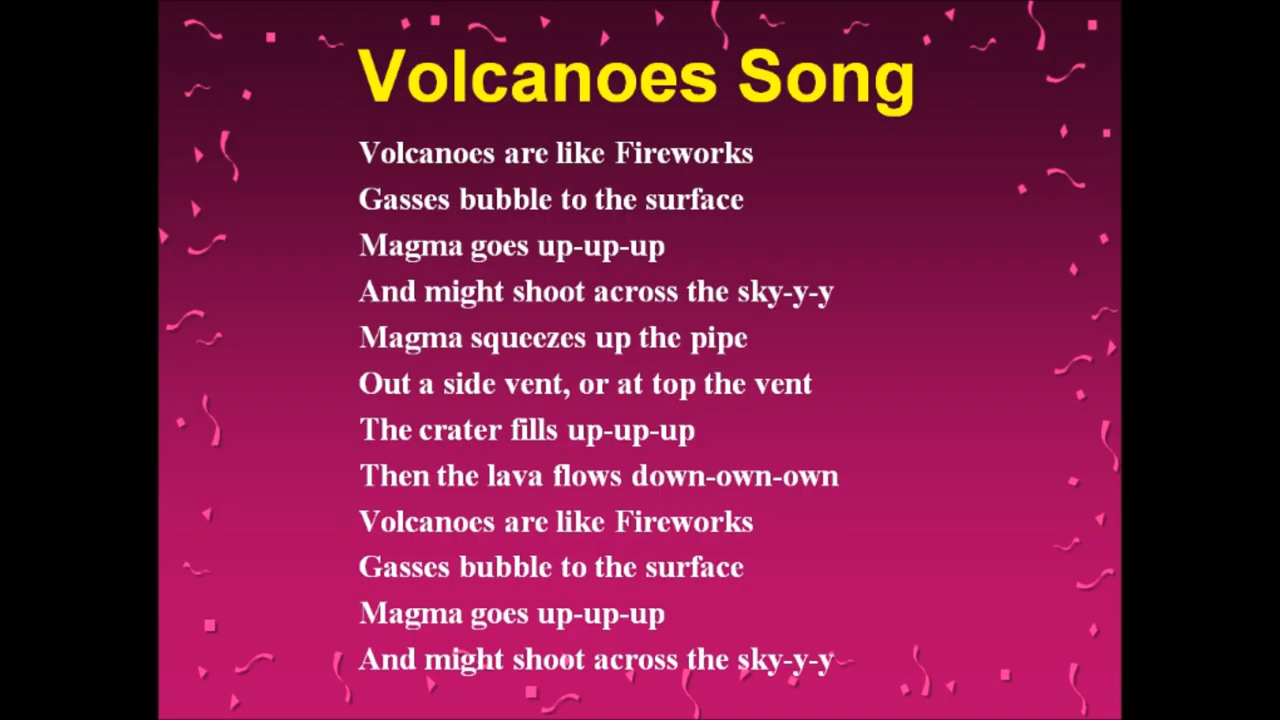 Volcanoes Song
Volcanoes are like Fireworks
Gasses bubble to the surface
Magma goes up-up-up
And might shoot across the sky-y-y
Magma squeezes up the pipe
Out a side vent, or at top the vent
The crater fills up-up-up
Then the lava flows down-own-own
Volcanoes are like Fireworks
Gasses bubble to the surface
Magma goes up-up-up
And might shoot across the sky-y-y